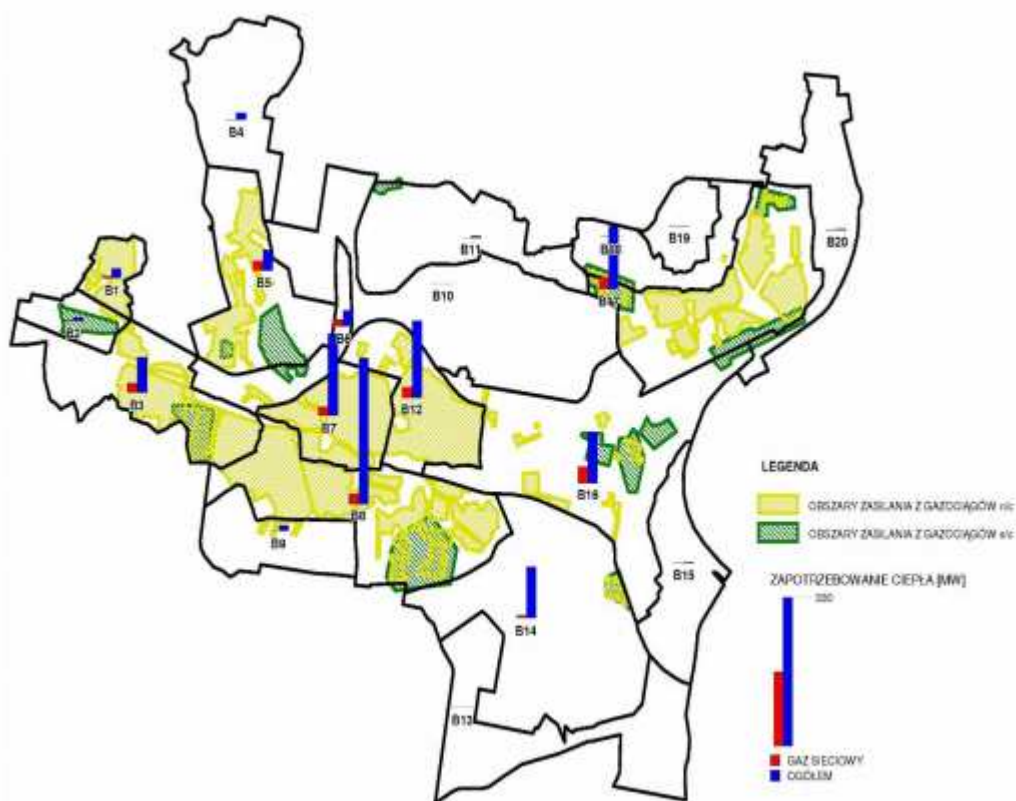 B4
B19
B20
B18
B11
B5
B1
B10
B2
B6
B3
B12
B7
LEGENDA
B16
OBSZARY ZASILANIA Z GAZOCIĄGÓW n/c
B8
OBSZARY ZASILANIA Z GAZOCIĄGÓW s/c
B9
B15
ZAPOTRZEBOWANIE CIEPŁA [MW]
B14
B13
GAZ SIECIOWY
OGÓŁEM